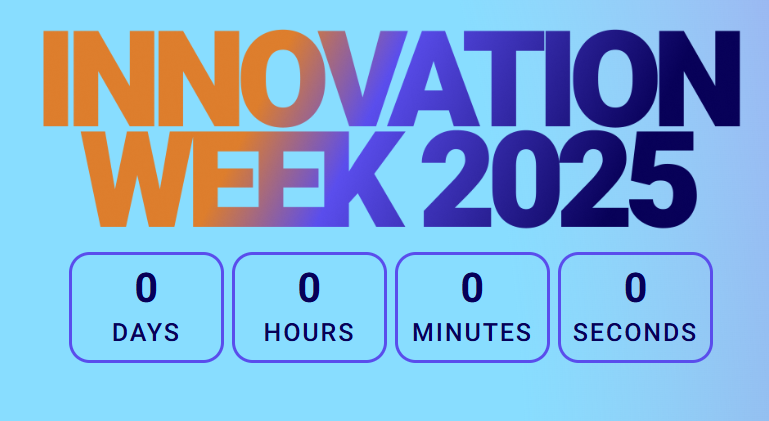 INNOVATION
WEEK 2025
0 0 0 0
DAYS HOURS MINUTES SECONDS